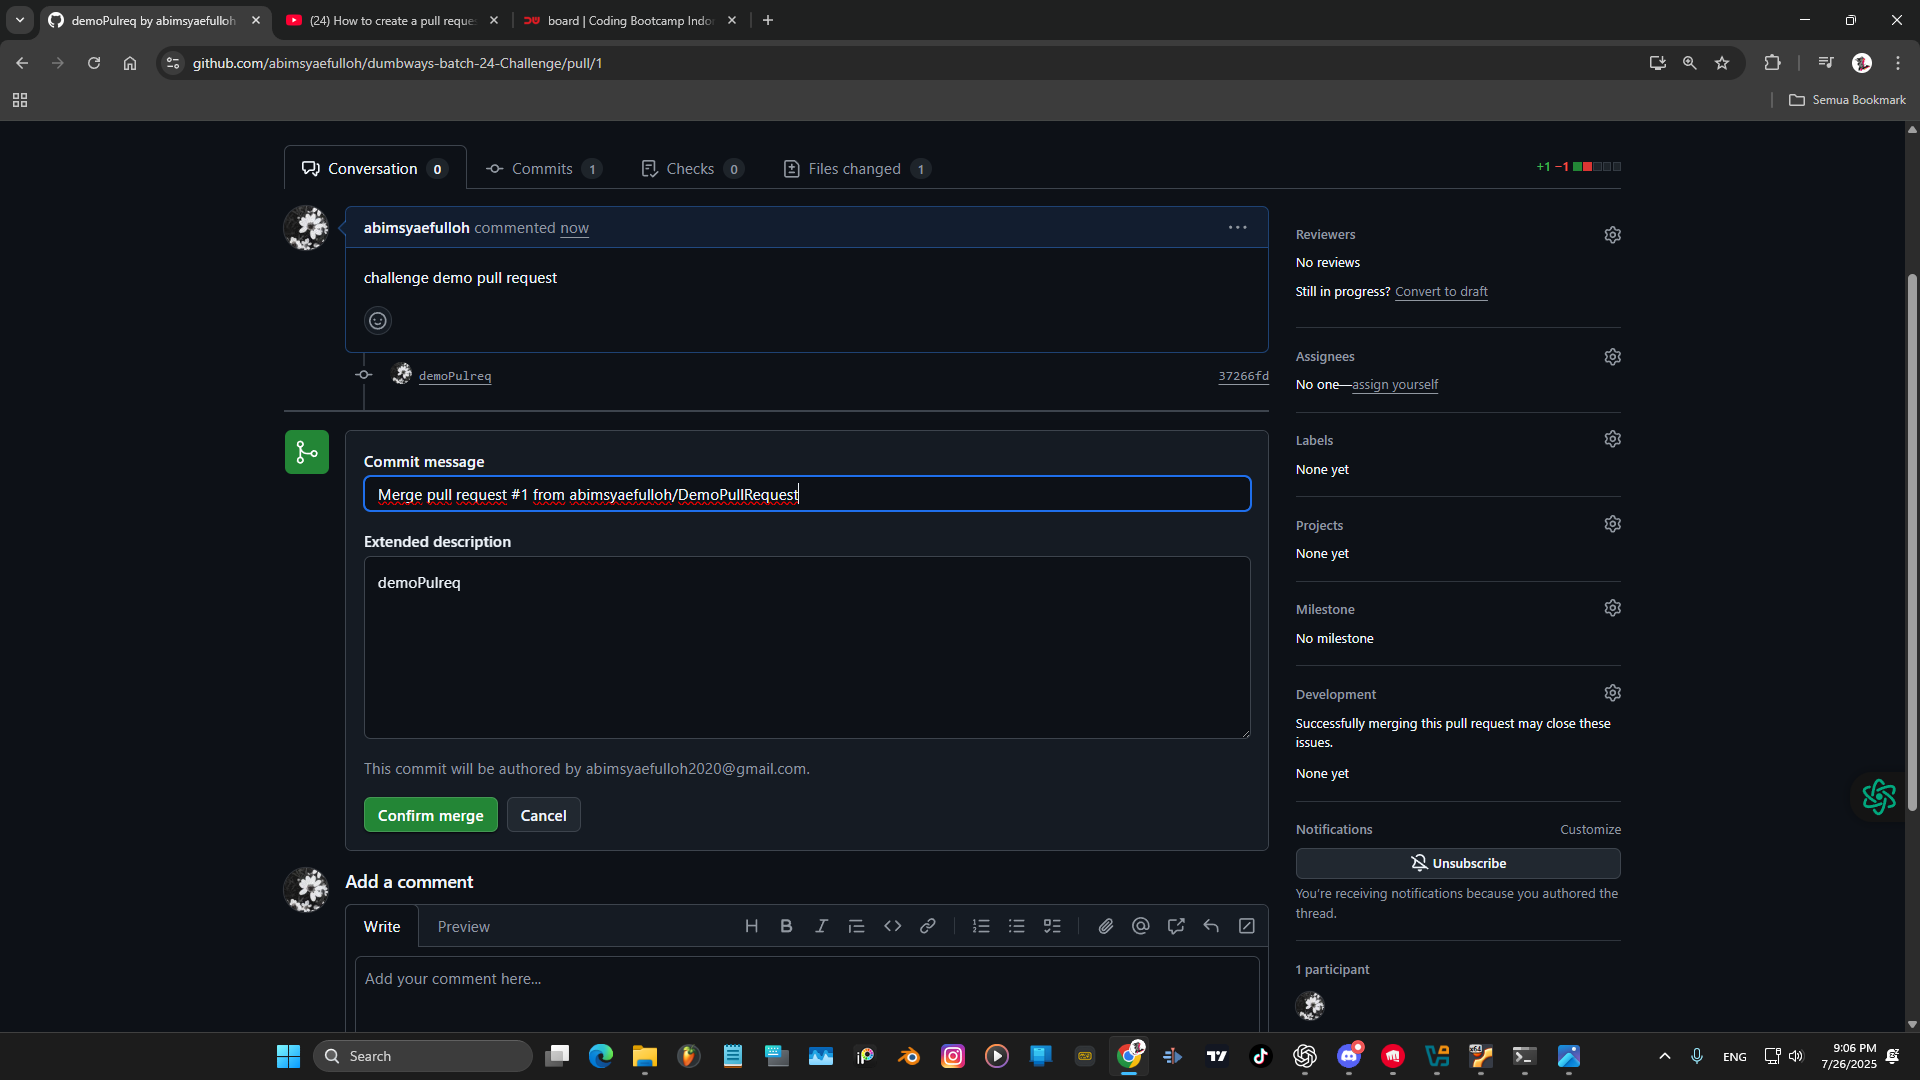 demoPulreq by abimsyaefulloh
(24) How to create a pull reque
board | Coding Bootcamp Indo
github.com/abimsyaefulloh/dumbways-batch-24-Challenge/pull/1
Semua Bookmark
Conversation 0
Commits 1
Checks 0
Files changed 1
+1 −1
abimsyaefulloh commented now
challenge demo pull request
demoPulreq
37266fd
Commit message
Merge pull request #1 from abimsyaefulloh/DemoPullRequest
Extended description
demoPulreq
This commit will be authored by abimsyaefulloh2020@gmail.com.
Confirm merge
Cancel
Add a comment
Write
Preview
Add your comment here...
Reviewers
No reviews
Still in progress? Convert to draft
Assignees
No one—assign yourself
Labels
None yet
Projects
None yet
Milestone
No milestone
Development
Successfully merging this pull request may close these
issues.
None yet
Notifications
Customize
Unsubscribe
You're receiving notifications because you authored the
thread.
1 participant
Search
ENG
9:06 PM
7/26/2025